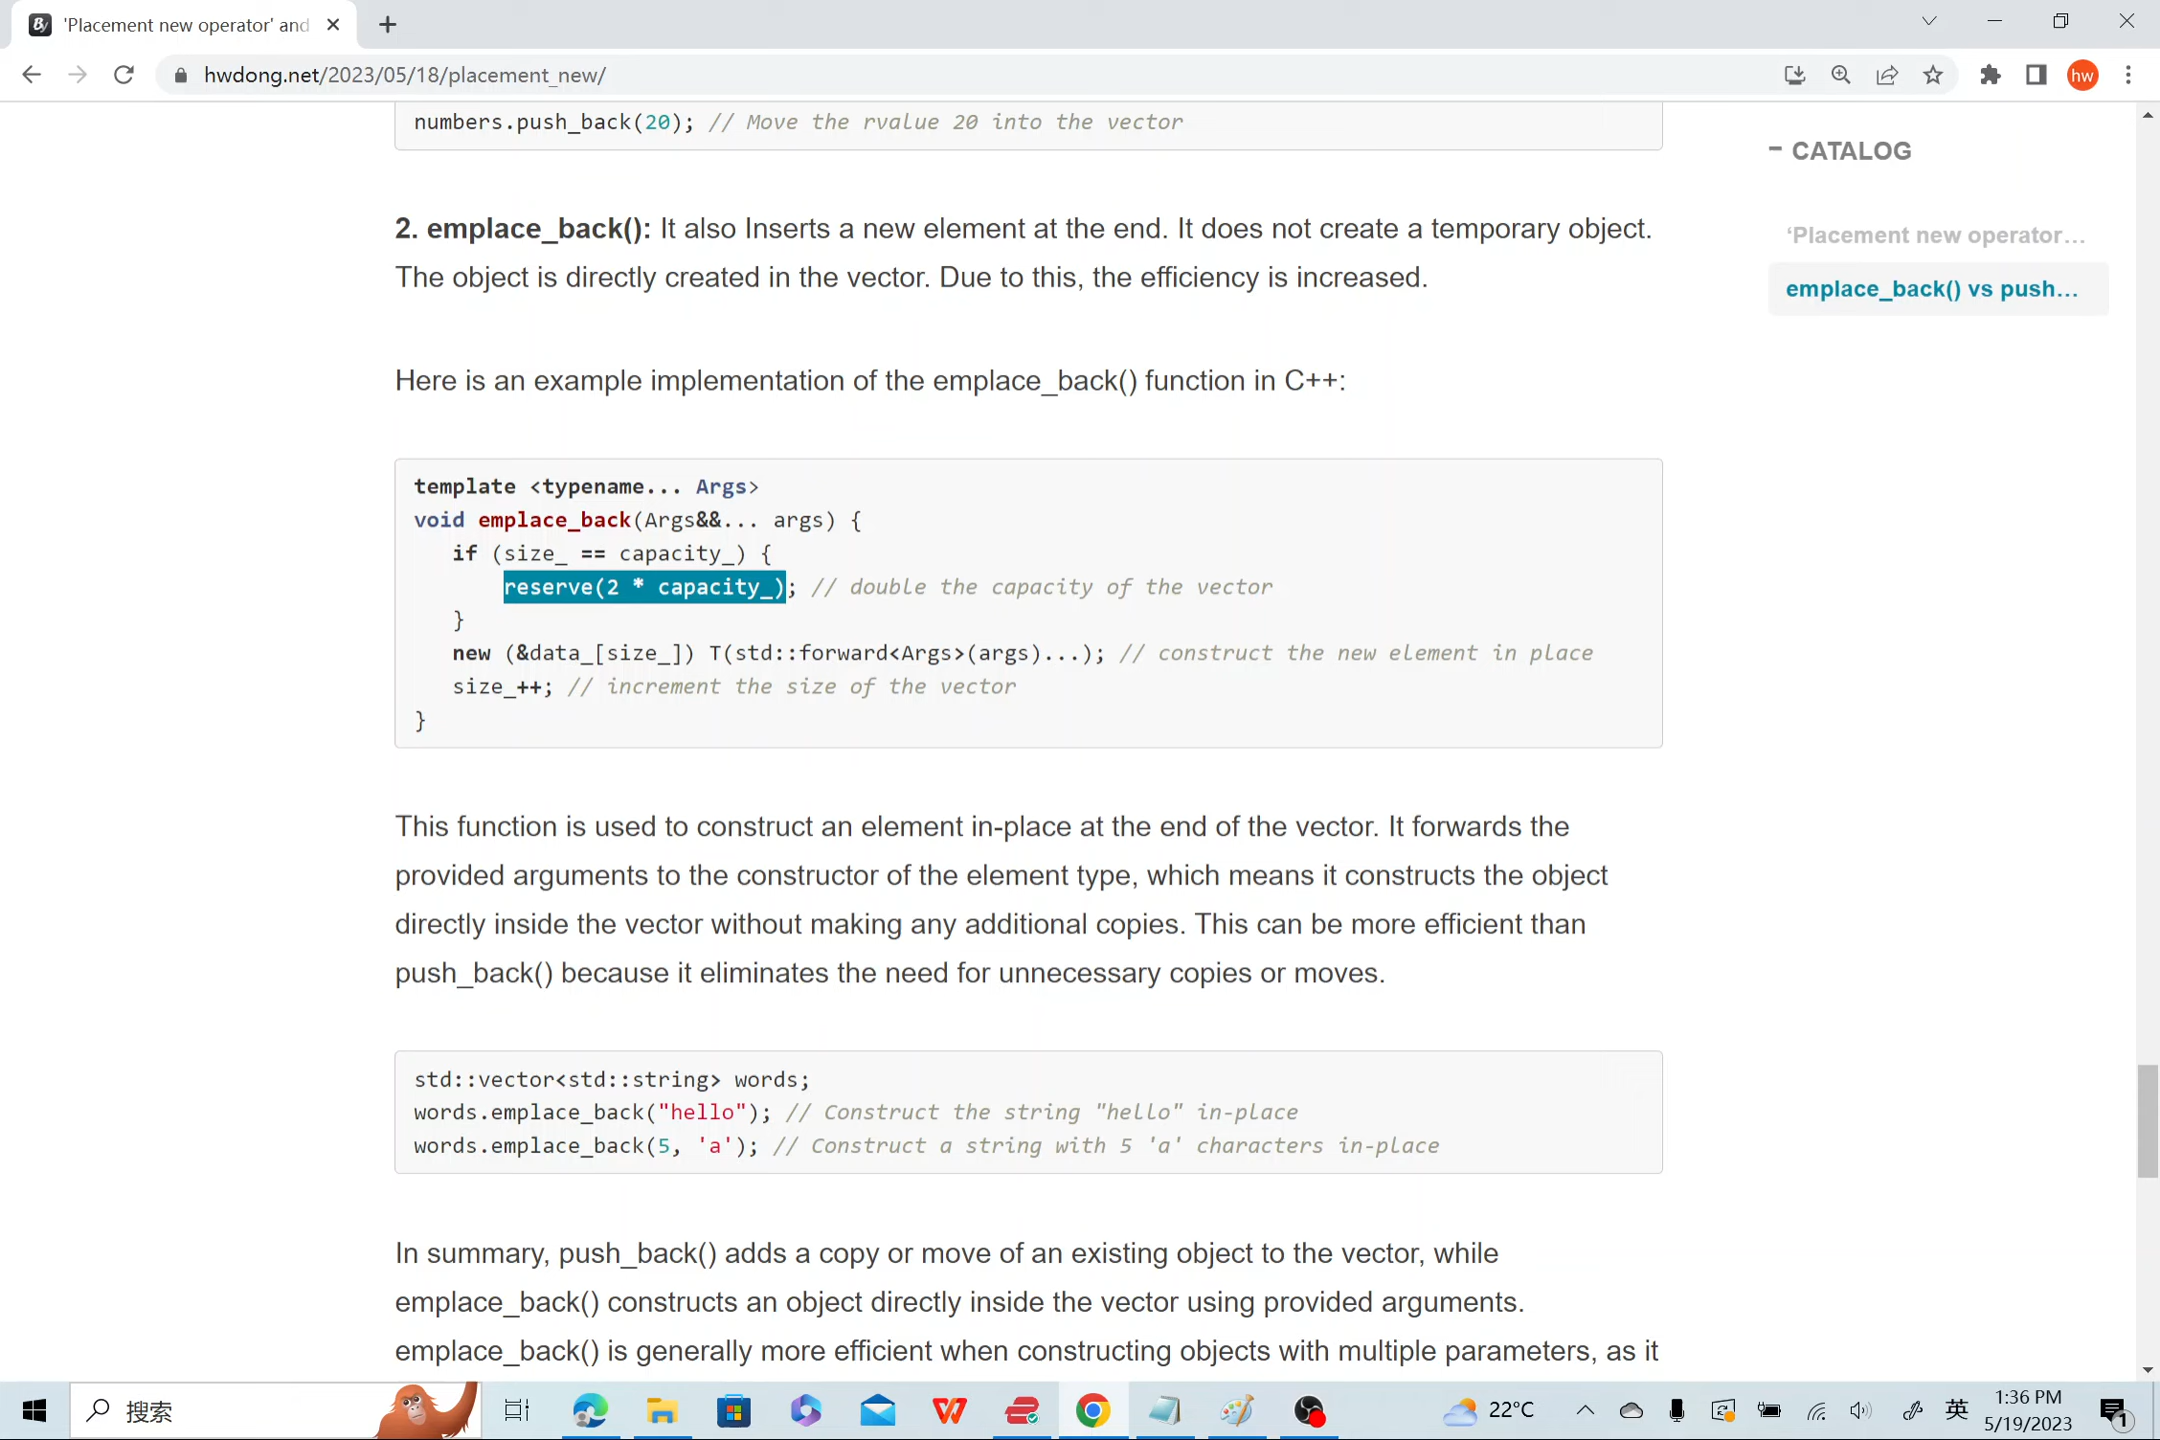 'Placement new operator' and
hwdong.net/2023/05/18/placement_new/
hw
numbers.push_back(20); // Move the rvalue 20 into the vector
2. emplace_back(): It also Inserts a new element at the end. It does not create a temporary object.
The object is directly created in the vector. Due to this, the efficiency is increased.
Here is an example implementation of the emplace_back() function in C++:
template <typename... Args>
void emplace_back(Args&&... args) {
if (size_ == capacity_) {
reserve(2 * capacity_); // double the capacity of the vector
}
new (&data_[size_]) T(std::forward<Args>(args)...); // construct the new element in place
size_++; // increment the size of the vector
}
This function is used to construct an element in-place at the end of the vector. It forwards the
provided arguments to the constructor of the element type, which means it constructs the object
directly inside the vector without making any additional copies. This can be more efficient than
push_back() because it eliminates the need for unnecessary copies or moves.
std::vector<std::string> words;
words.emplace_back("hello"); // Construct the string "hello" in-place
words.emplace_back(5, 'a'); // Construct a string with 5 'a' characters in-place
In summary, push_back() adds a copy or move of an existing object to the vector, while
emplace_back() constructs an object directly inside the vector using provided arguments.
emplace_back() is generally more efficient when constructing objects with multiple parameters, as it
− CATALOG
‘Placement new operator...
emplace_back() vs push...
搜索
22°C
英
1:36 PM
5/19/2023
1